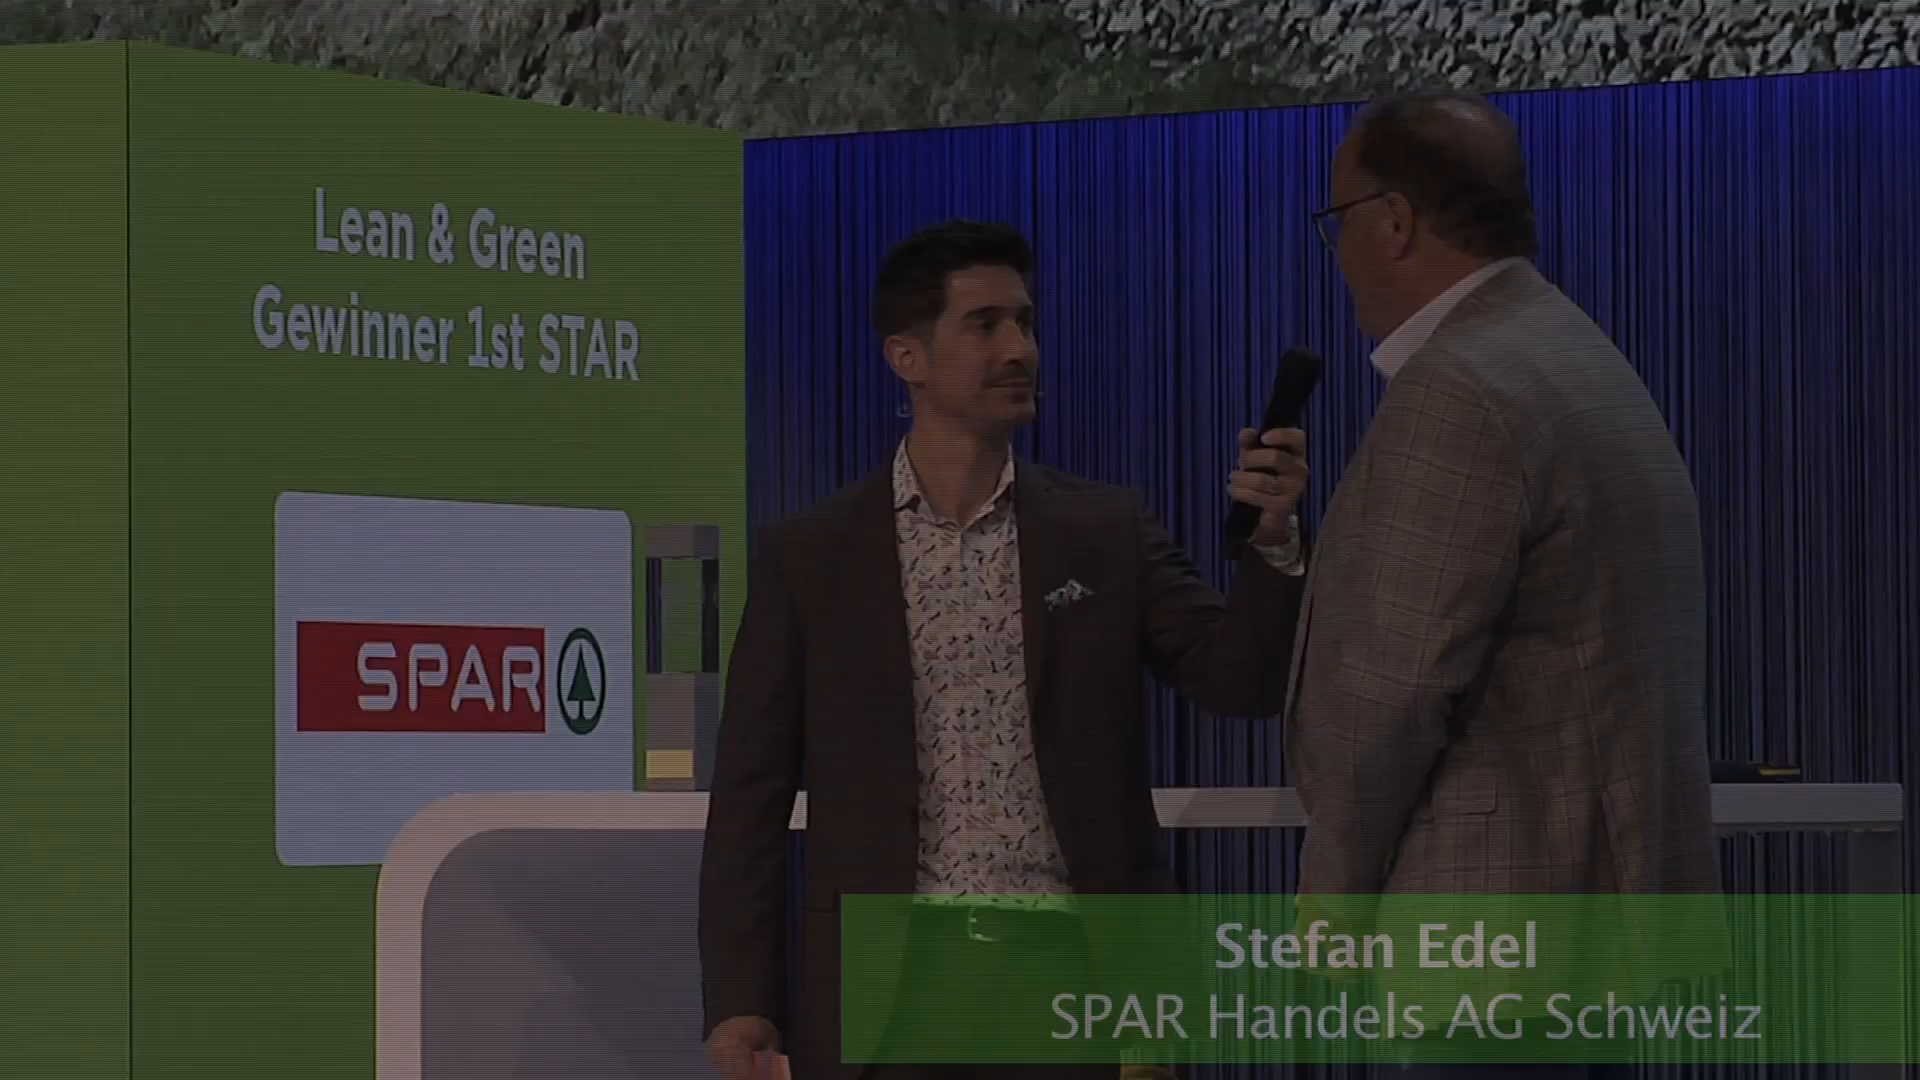 Lean & Green
Gewinner 1st STAR
SPAR
Stefan Edel
SPAR Handels AG Schweiz